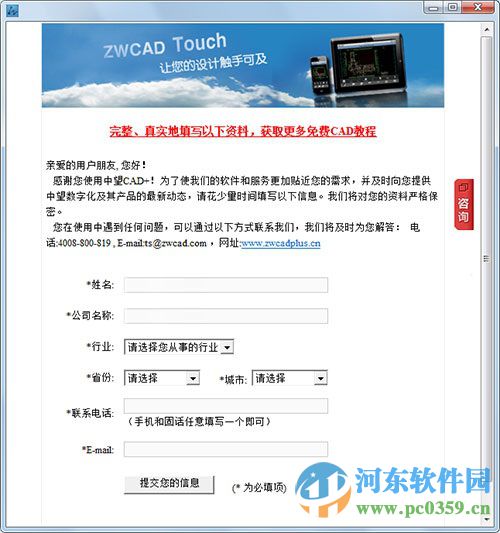 ZWCAD Touch
让您的设计触手可及
完整、真实地填写以下资料，获取更多免费CAD教程
亲爱的用户朋友, 您好！
感谢您使用中望CAD+！为了使我们的软件和服务更加贴近您的需求，并及时向您提供
中望数字化及其产品的最新动态，请花少量时间填写以下信息。我们将对您的资料严格保
密。
您在使用中遇到任何问题，可以通过以下方式联系我们，我们将及时为您解答： 电
话:4008-800-819 , E-mail:ts@zwcad.com ，网址:www.zwcadplus.cn
咨询
*姓名:
*公司名称:
*行业: 请选择您从事的行业
*省份: 请选择 *城市: 请选择
*联系电话:
（手机和固话任意填写一个即可）
*E-mail:
提交您的信息 (* 为必填项)
河东软件园
www.pc0359.cn